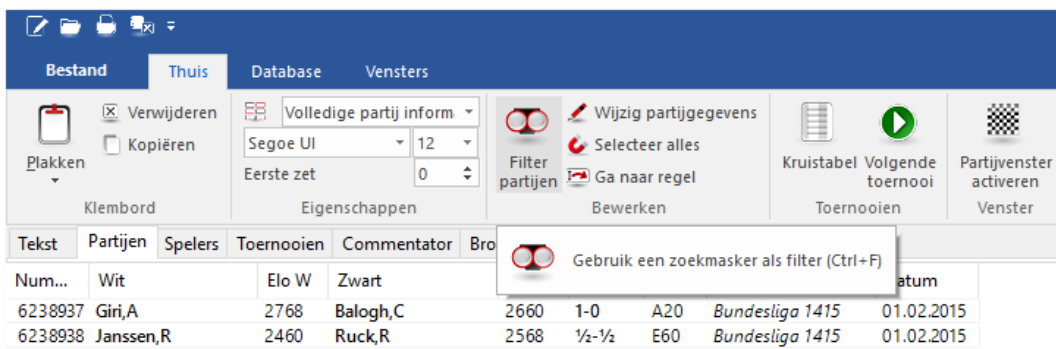 Bestand Thuis Database Vensters
Plakken
Verwijderen
Kopiëren
Klembord
Volledige partij inform
Segoe UI 12
Eerste zet 0
Eigenschappen
Filter partijen
Wijzig partijgegevens
Selecteer alles
Ga naar regel
Bewerken
Kruistabel
Volgende toernooi
Toernooien
Partijvenster activeren
Venster
Tekst Partijen Spelers Toernooien Commentator Bro
Gebruik een zoekmasker als filter (Ctrl+F)
Num... Wit Elo W Zwart atum
6238937 Giri,A 2768 Balogh,C 2660 1-0 A20 Bundesliga 1415 01.02.2015
6238938 Janssen,R 2460 Ruck,R 2568 ½-½ E60 Bundesliga 1415 01.02.2015